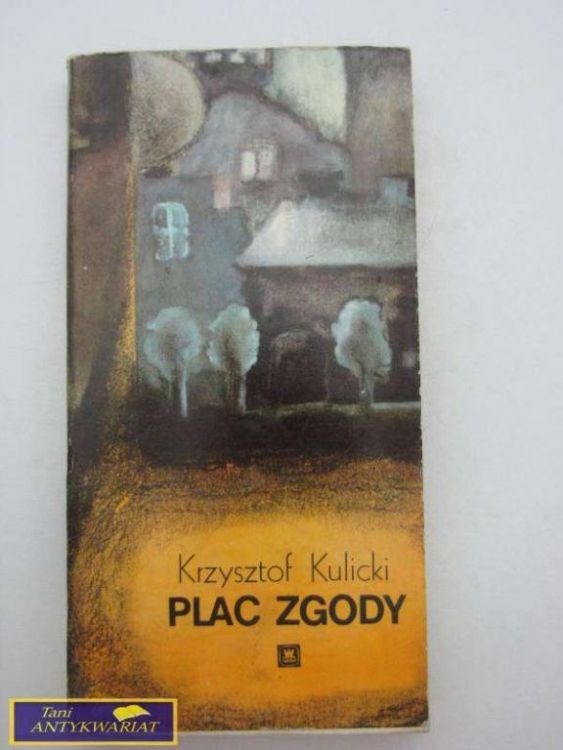 Krzysztof Kulicki
PLAC ZGODY
Tani
ANTYKWARIAT